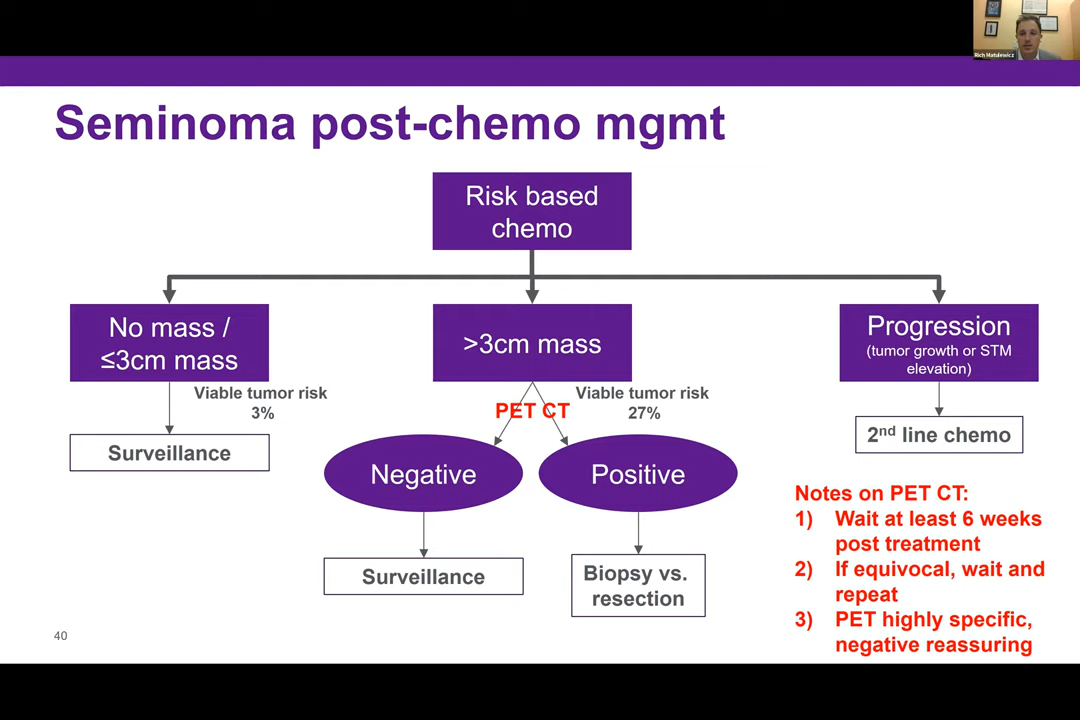 Rich Matulewicz
Seminoma post-chemo mgmt
Risk based
chemo
No mass /
≤3cm mass
>3cm mass
Progression
(tumor growth or STM
elevation)
Viable tumor risk
3%
PET CT
Viable tumor risk
27%
Surveillance
2nd line chemo
Negative
Positive
Surveillance
Biopsy vs.
resection
Notes on PET CT:
1) Wait at least 6 weeks
post treatment
2) If equivocal, wait and
repeat
3) PET highly specific,
negative reassuring
40